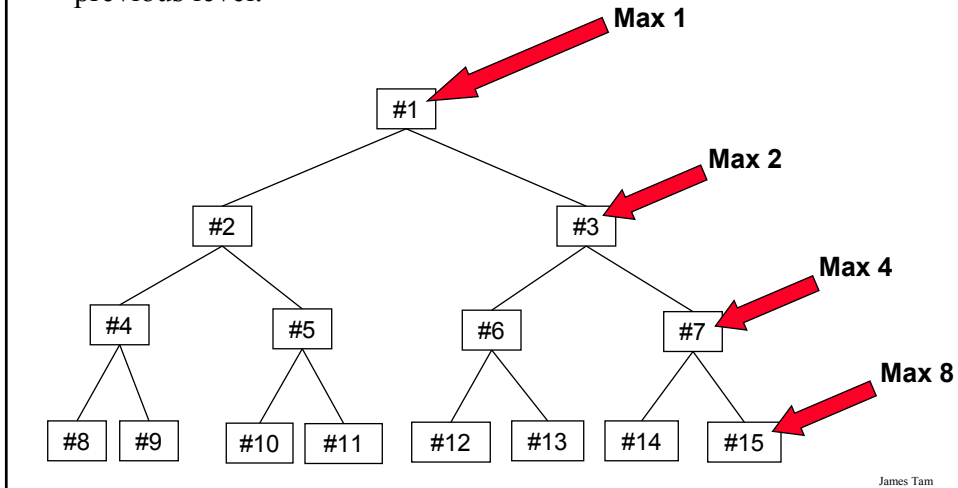 previous level.
Max 1
#1
Max 2
#2 #3
Max 4
#4 #5 #6 #7
Max 8
#8 #9 #10 #11 #12 #13 #14 #15
James Tam